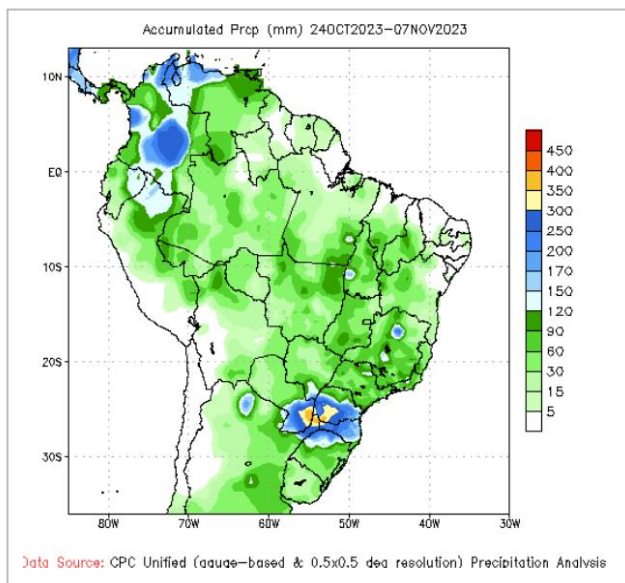 Accumulated Prcp (mm) 24OCT2023-07NOV2023
10N
EQ
10S
20S
30S
80W 70W 60W 50W 40W 30W
450
400
350
300
250
200
170
150
120
90
60
30
15
5
Data Source: CPC Unified (gauge-based & 0.5x0.5 deg resolution) Precipitation Analysis